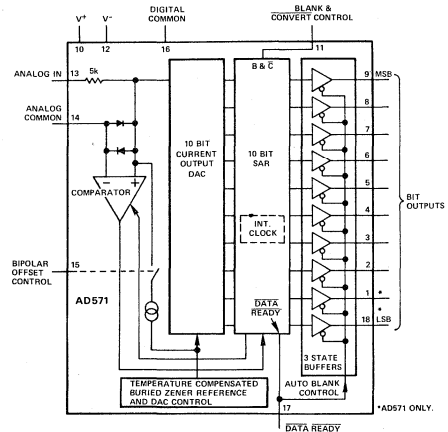 V+
V-
DIGITAL COMMON
BLANK & CONVERT CONTROL
10
12
16
11
ANALOG IN
13
5k
B & C
9
MSB
8
ANALOG COMMON
14
7
10 BIT CURRENT OUTPUT DAC
10 BIT SAR
6
- +
COMPARATOR
5
BIT OUTPUTS
4
INT. CLOCK
3
BIPOLAR OFFSET CONTROL
15
2
AD571
1
*
DATA READY
18
*
LSB
3 STATE BUFFERS
TEMPERATURE COMPENSATED BURIED ZENER REFERENCE AND DAC CONTROL
AUTO BLANK CONTROL
17
*AD571 ONLY.
DATA READY